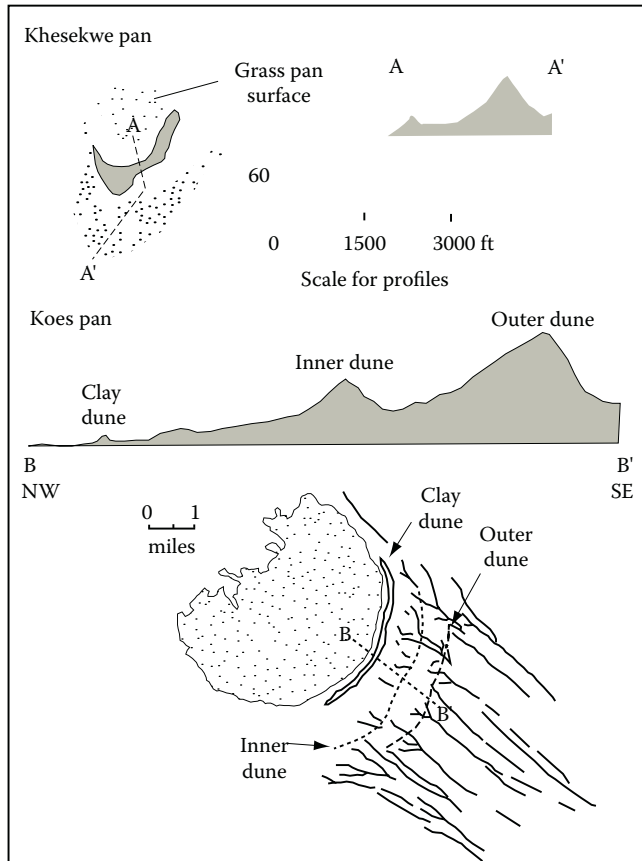 Khesekwe pan
Grass pan
surface
A
A'
A
A'
60
0 1500 3000 ft
Scale for profiles
Koes pan
Outer dune
Inner dune
Clay
dune
B
NW
B'
SE
0 1
miles
Clay
dune
Outer
dune
B
B'
Inner
dune